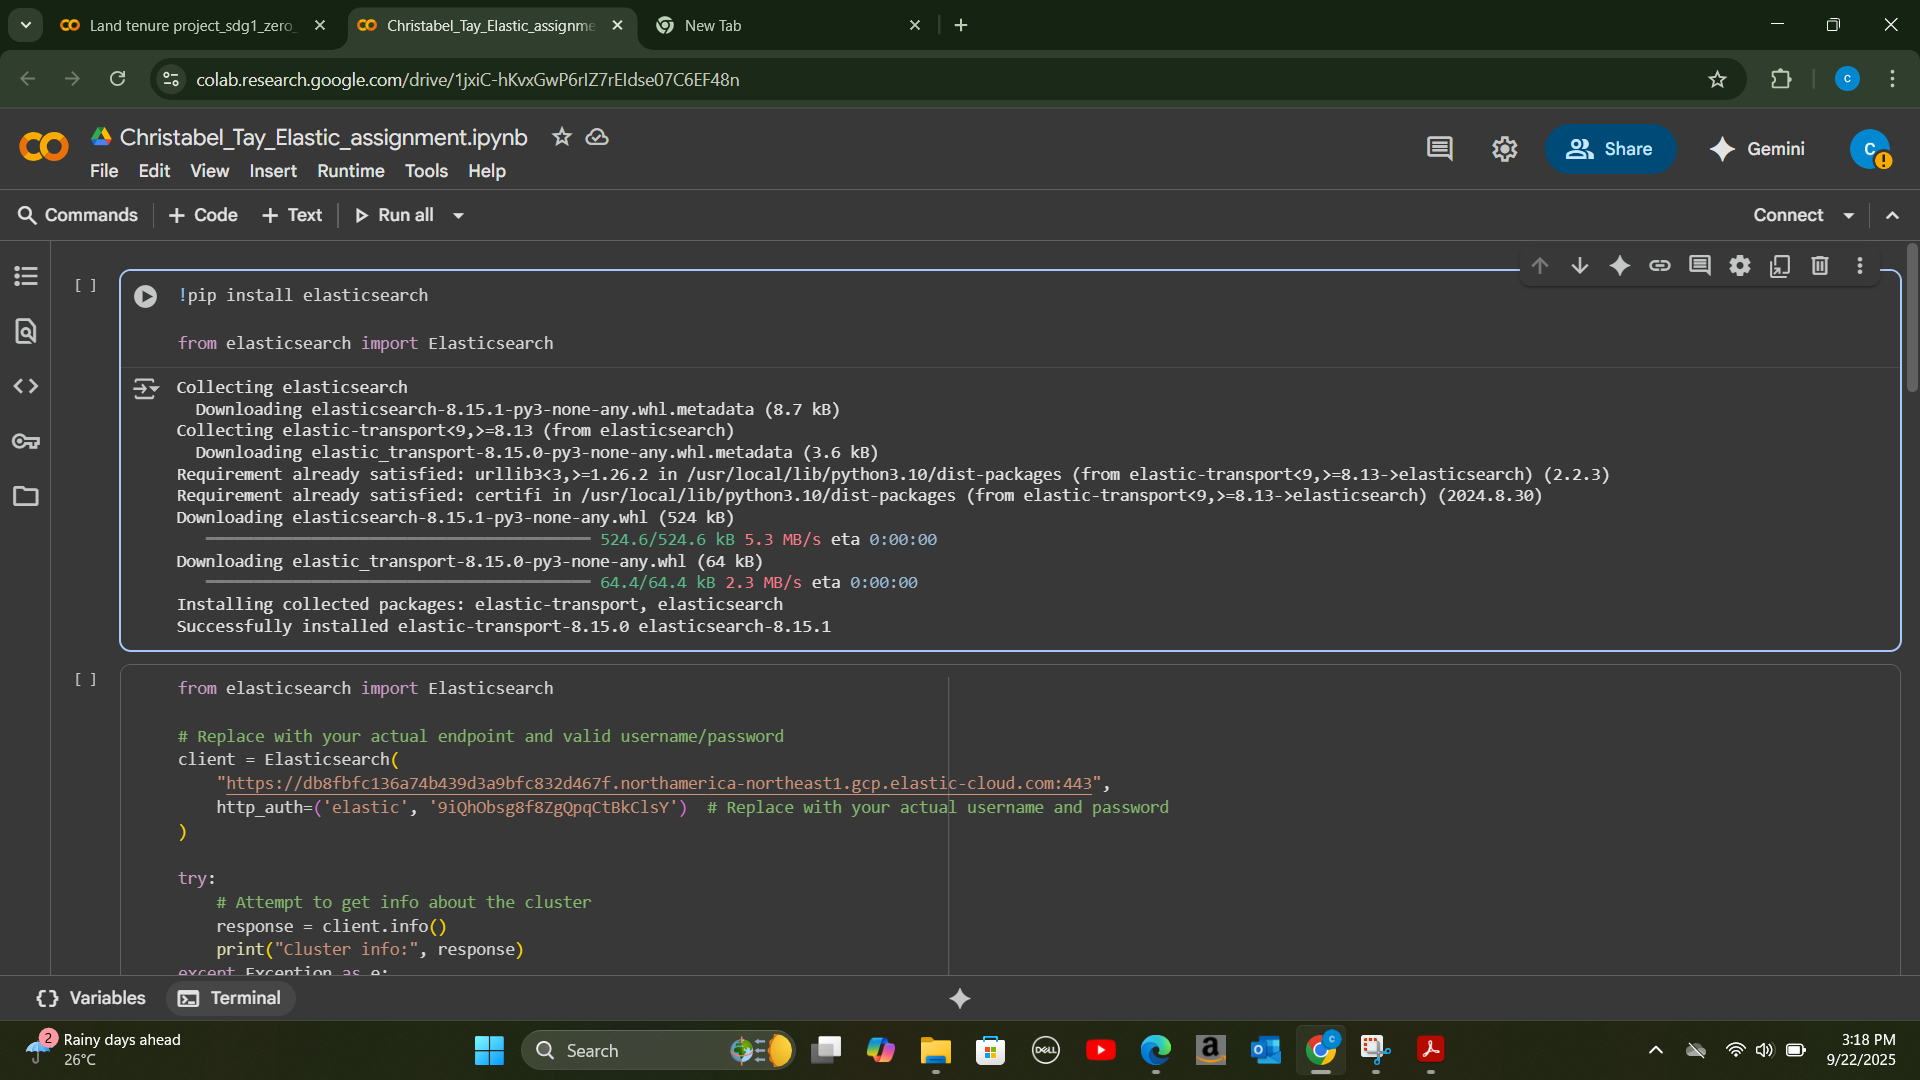 Land tenure project_sdg1_zero_
Christabel_Tay_Elastic_assignme
New Tab
colab.research.google.com/drive/1jxiC-hKvxGwP6rIZ7rEIdse07C6EF48n
C
Christabel_Tay_Elastic_assignment.ipynb
Share
Gemini
C
File Edit View Insert Runtime Tools Help
Commands + Code + Text Run all
Connect
[ ]
!pip install elasticsearch
from elasticsearch import Elasticsearch
Collecting elasticsearch
Downloading elasticsearch-8.15.1-py3-none-any.whl.metadata (8.7 kB)
Collecting elastic-transport<9,>=8.13 (from elasticsearch)
Downloading elastic_transport-8.15.0-py3-none-any.whl.metadata (3.6 kB)
Requirement already satisfied: urllib3<3,>=1.26.2 in /usr/local/lib/python3.10/dist-packages (from elastic-transport<9,>=8.13->elasticsearch) (2.2.3)
Requirement already satisfied: certifi in /usr/local/lib/python3.10/dist-packages (from elastic-transport<9,>=8.13->elasticsearch) (2024.8.30)
Downloading elasticsearch-8.15.1-py3-none-any.whl (524 kB)
524.6/524.6 kB 5.3 MB/s eta 0:00:00
Downloading elastic_transport-8.15.0-py3-none-any.whl (64 kB)
64.4/64.4 kB 2.3 MB/s eta 0:00:00
Installing collected packages: elastic-transport, elasticsearch
Successfully installed elastic-transport-8.15.0 elasticsearch-8.15.1
[ ]
from elasticsearch import Elasticsearch
# Replace with your actual endpoint and valid username/password
client = Elasticsearch(
"https://db8fbfc136a74b439d3a9bfc832d467f.northamerica-northeast1.gcp.elastic-cloud.com:443",
http_auth=('elastic', '9iQhObsg8f8ZgQpqCtBkClsY') # Replace with your actual username and password
)
try:
# Attempt to get info about the cluster
response = client.info()
print("Cluster info:", response)
except Exception as e:
{} Variables
Terminal
2
Rainy days ahead
26°C
Search
DELL
a
C
3:18 PM
9/22/2025